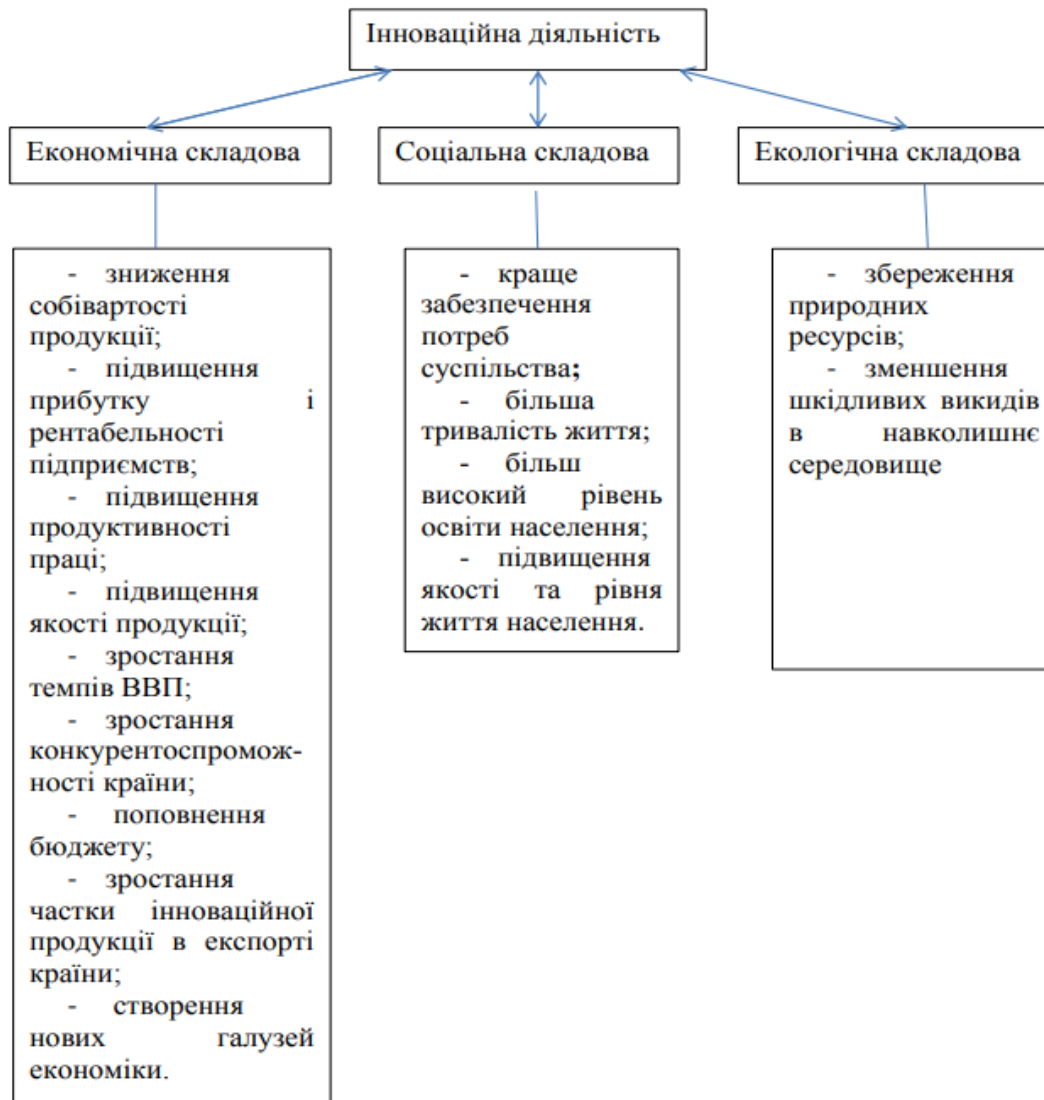 Інноваційна діяльність
Економічна складова
Соціальна складова
Екологічна складова
- зниження
собівартості
продукції;
- підвищення
прибутку і
рентабельності
підприємств;
- підвищення
продуктивності
праці;
- підвищення
якості продукції;
- зростання
темпів ВВП;
- зростання
конкурентоспромож-
ності країни;
- поповнення
бюджету;
- зростання
частки інноваційної
продукції в експорті
країни;
- створення
нових галузей
економіки.
- краще
забезпечення
потреб
суспільства;
- більша
тривалість життя;
- більш
високий рівень
освіти населення;
- підвищення
якості та рівня
життя населення.
- збереження
природних
ресурсів;
- зменшення
шкідливих викидів
в навколишнє
середовище